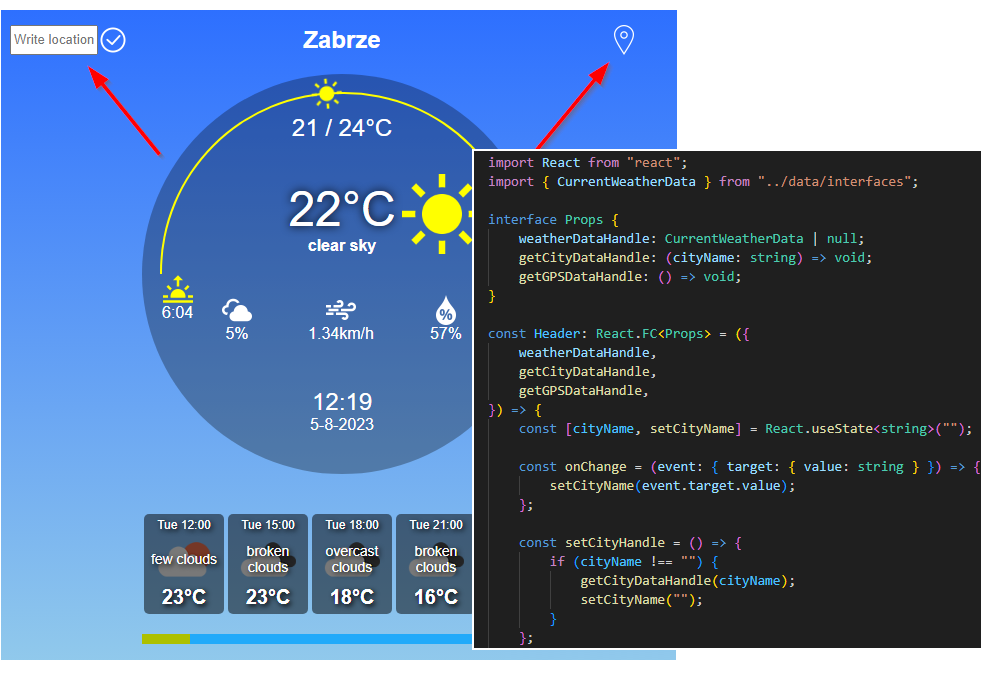 Write location
Zabrze
21 / 24°C
22°C
clear sky
6:04
5%
1.34km/h
%
57%
12:19
5-8-2023
Tue 12:00
few clouds
23°C
Tue 15:00
broken
clouds
23°C
Tue 18:00
overcast
clouds
18°C
Tue 21:00
broken
clouds
16°C
import React from "react";
import { CurrentWeatherData } from "../data/interfaces";
interface Props {
weatherDataHandle: CurrentWeatherData | null;
getCityDataHandle: (cityName: string) => void;
getGPSDataHandle: () => void;
}
const Header: React.FC<Props> = ({
weatherDataHandle,
getCityDataHandle,
getGPSDataHandle,
}) => {
const [cityName, setCityName] = React.useState<string>("");
const onChange = (event: { target: { value: string } }) => {
setCityName(event.target.value);
};
const setCityHandle = () => {
if (cityName !== "") {
getCityDataHandle(cityName);
setCityName("");
}
};